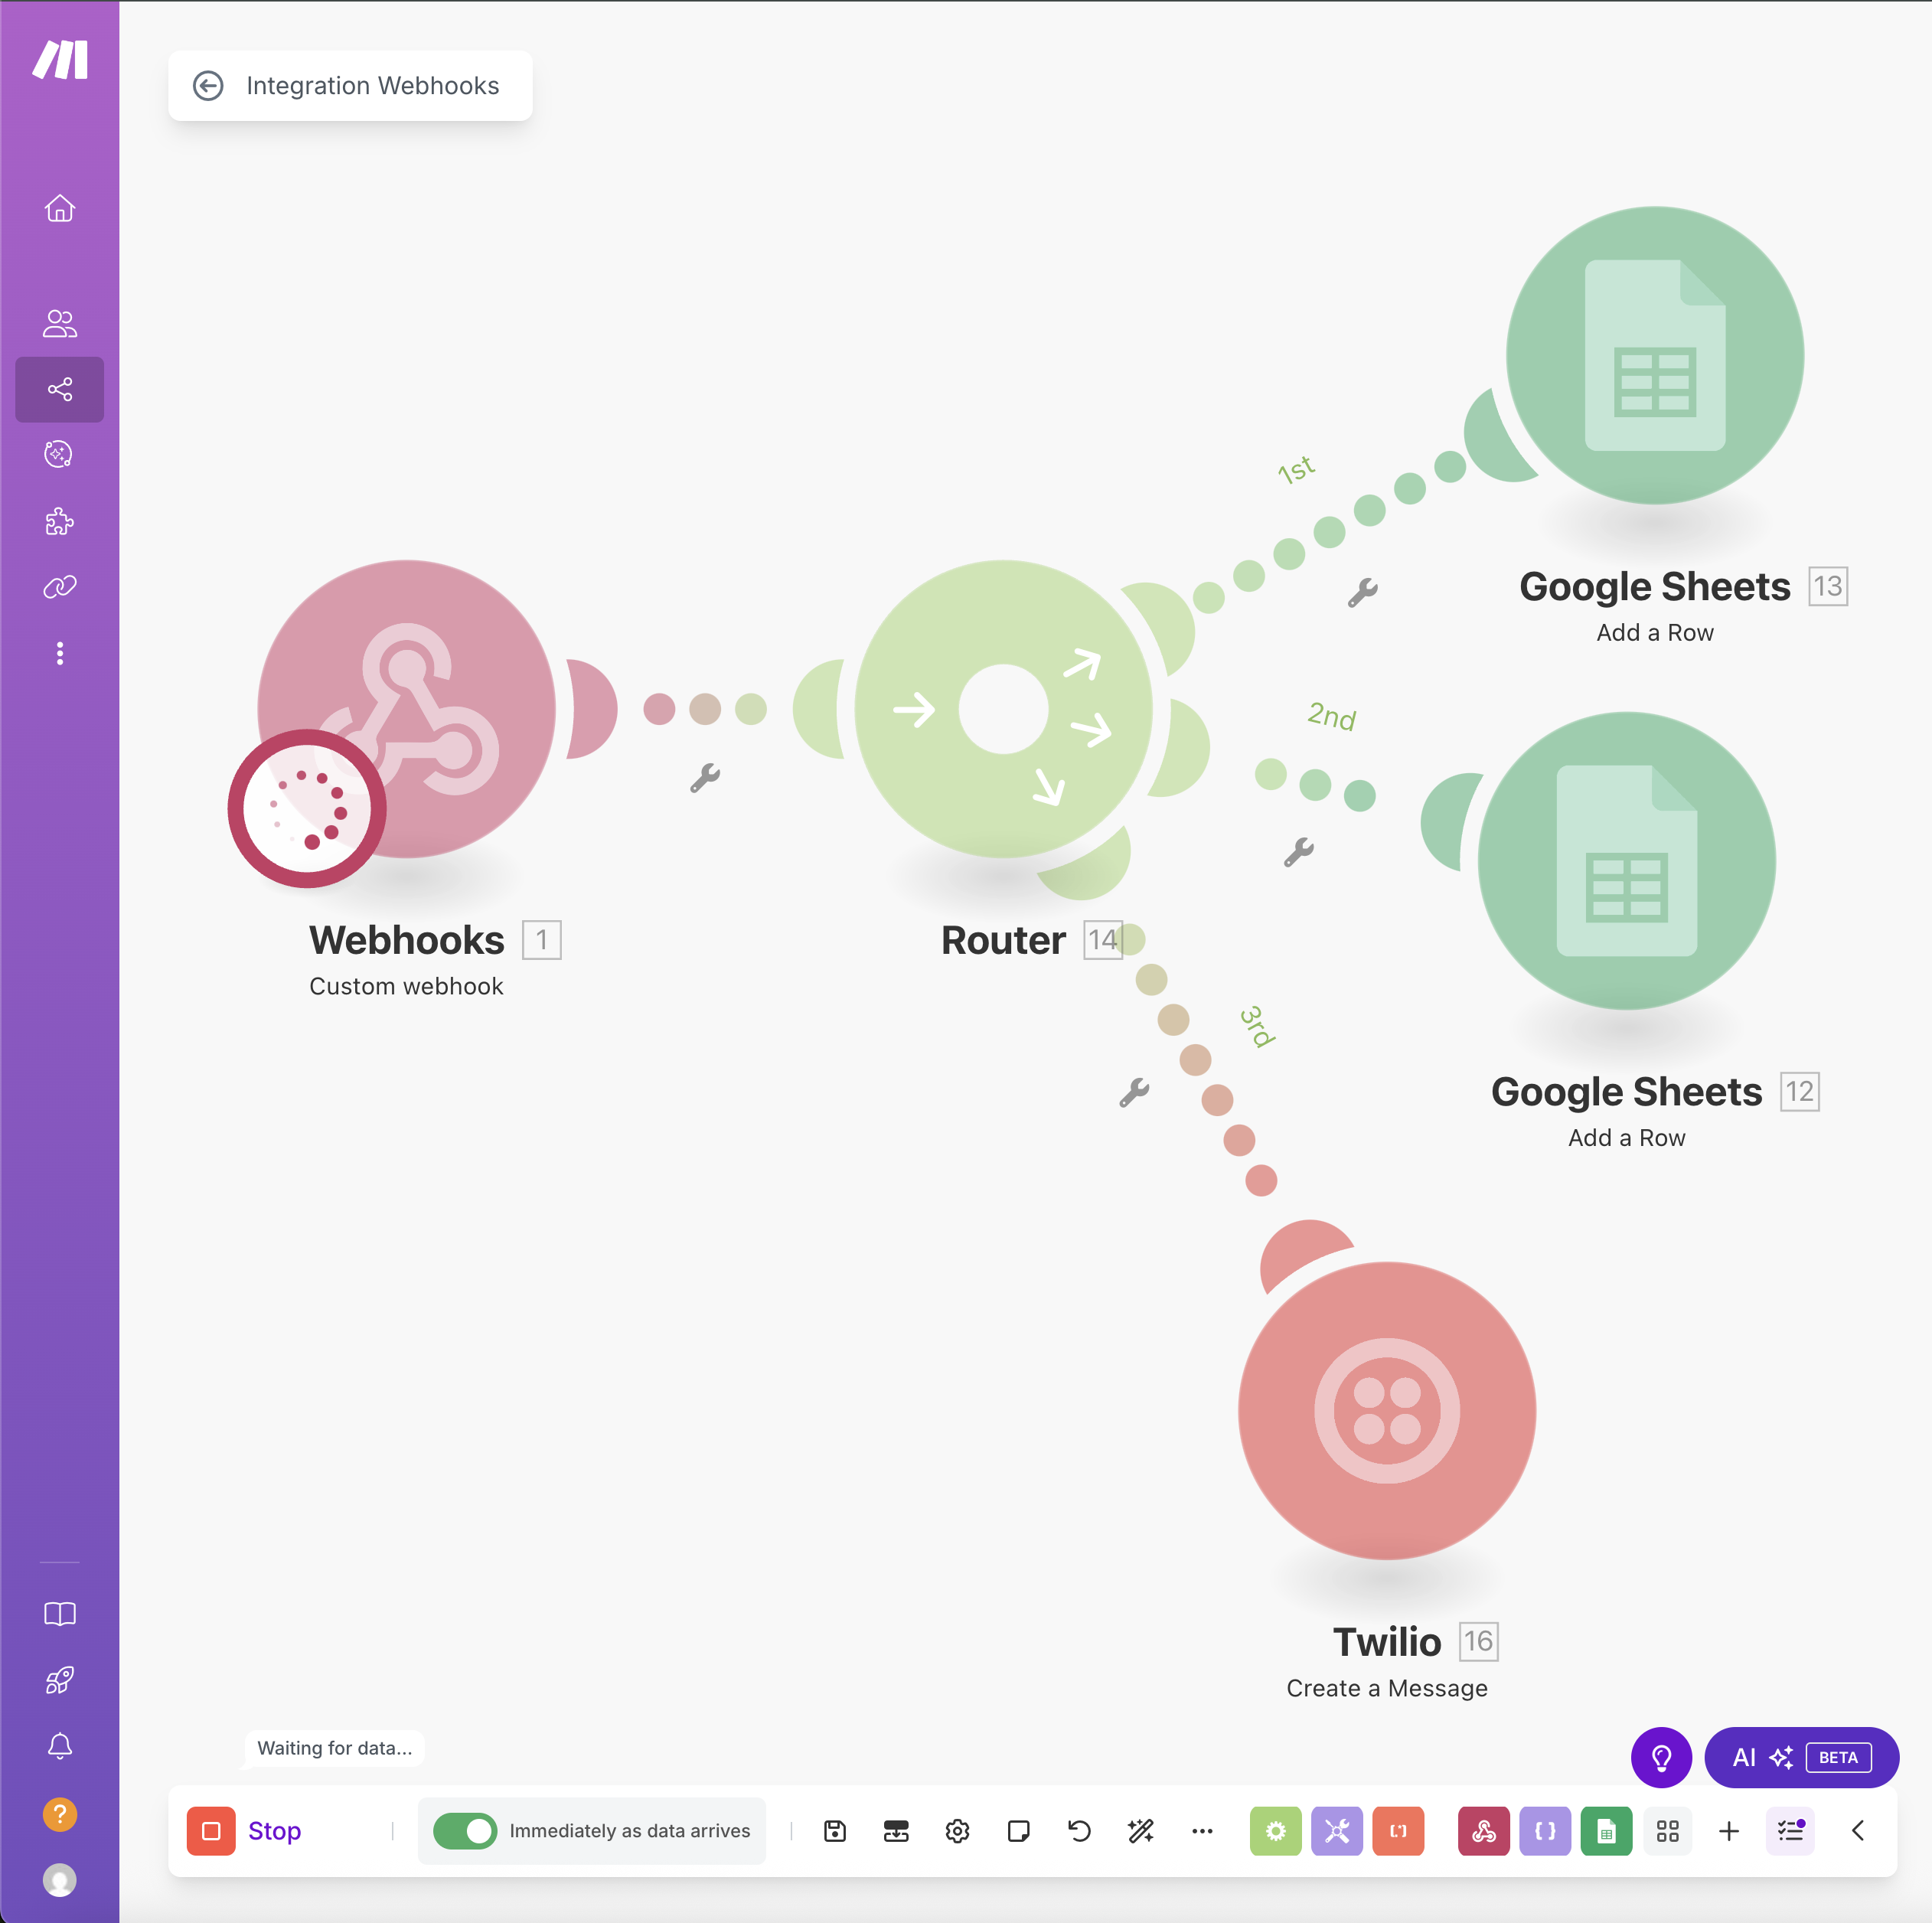 Integration Webhooks
1st
Google Sheets 13
Add a Row
2nd
Webhooks 1
Custom webhook
Router 14
3rd
Google Sheets 12
Add a Row
Twilio 16
Create a Message
Waiting for data...
AI BETA
?
Stop
Immediately as data arrives